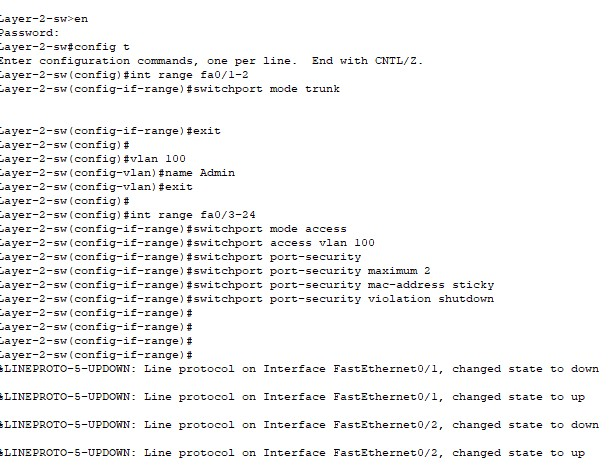 Layer-2-sw>en
Password:
Layer-2-sw#config t
Enter configuration commands, one per line.  End with CNTL/Z.
Layer-2-sw(config)#int range fa0/1-2
Layer-2-sw(config-if-range)#switchport mode trunk
Layer-2-sw(config-if-range)#exit
Layer-2-sw(config)#
Layer-2-sw(config)#vlan 100
Layer-2-sw(config-vlan)#name Admin
Layer-2-sw(config-vlan)#exit
Layer-2-sw(config)#
Layer-2-sw(config)#int range fa0/3-24
Layer-2-sw(config-if-range)#switchport mode access
Layer-2-sw(config-if-range)#switchport access vlan 100
Layer-2-sw(config-if-range)#switchport port-security
Layer-2-sw(config-if-range)#switchport port-security maximum 2
Layer-2-sw(config-if-range)#switchport port-security mac-address sticky
Layer-2-sw(config-if-range)#switchport port-security violation shutdown
Layer-2-sw(config-if-range)#
Layer-2-sw(config-if-range)#
Layer-2-sw(config-if-range)#
Layer-2-sw(config-if-range)#
%LINEPROTO-5-UPDOWN: Line protocol on Interface FastEthernet0/1, changed state to down
%LINEPROTO-5-UPDOWN: Line protocol on Interface FastEthernet0/1, changed state to up
%LINEPROTO-5-UPDOWN: Line protocol on Interface FastEthernet0/2, changed state to down
%LINEPROTO-5-UPDOWN: Line protocol on Interface FastEthernet0/2, changed state to up